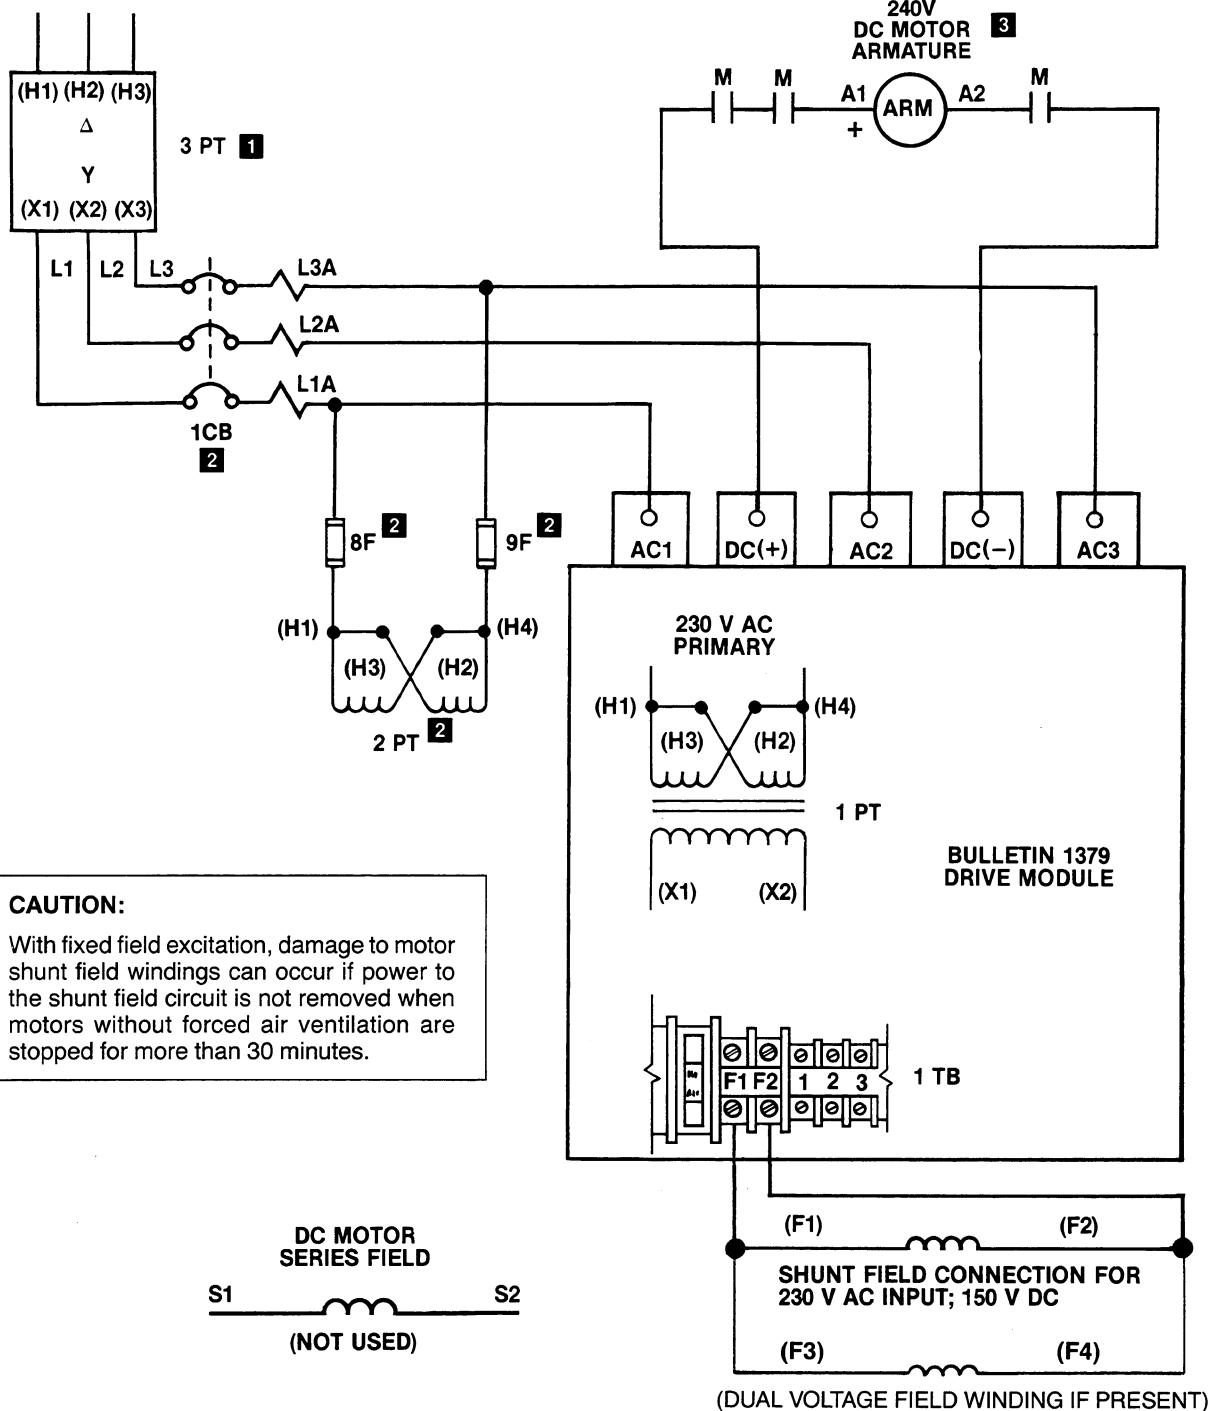 240V
DC MOTOR 3
ARMATURE
(H1) (H2) (H3)
Δ
Y
(X1) (X2) (X3)
3 PT 1
M M A1 ARM A2 M
+
L1 L2 L3
L3A
L2A
L1A
1CB
2
8F 2
9F 2
AC1 DC(+) AC2 DC(−) AC3
(H1) (H4)
(H3) (H2)
2 PT 2
230 V AC
PRIMARY
(H1) (H4)
(H3) (H2)
1 PT
(X1) (X2)
BULLETIN 1379
DRIVE MODULE
CAUTION:
With fixed field excitation, damage to motor
shunt field windings can occur if power to
the shunt field circuit is not removed when
motors without forced air ventilation are
stopped for more than 30 minutes.
F1 F2 1 2 3
1 TB
DC MOTOR
SERIES FIELD
S1 S2
(NOT USED)
(F1) (F2)
SHUNT FIELD CONNECTION FOR
230 V AC INPUT; 150 V DC
(F3) (F4)
(DUAL VOLTAGE FIELD WINDING IF PRESENT)